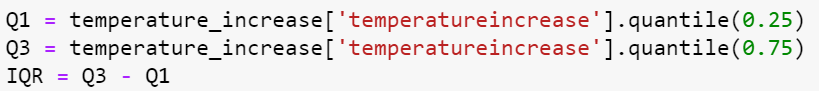 Q1 = temperature_increase['temperatureincrease'].quantile(0.25)
Q3 = temperature_increase['temperatureincrease'].quantile(0.75)
IQR = Q3 - Q1